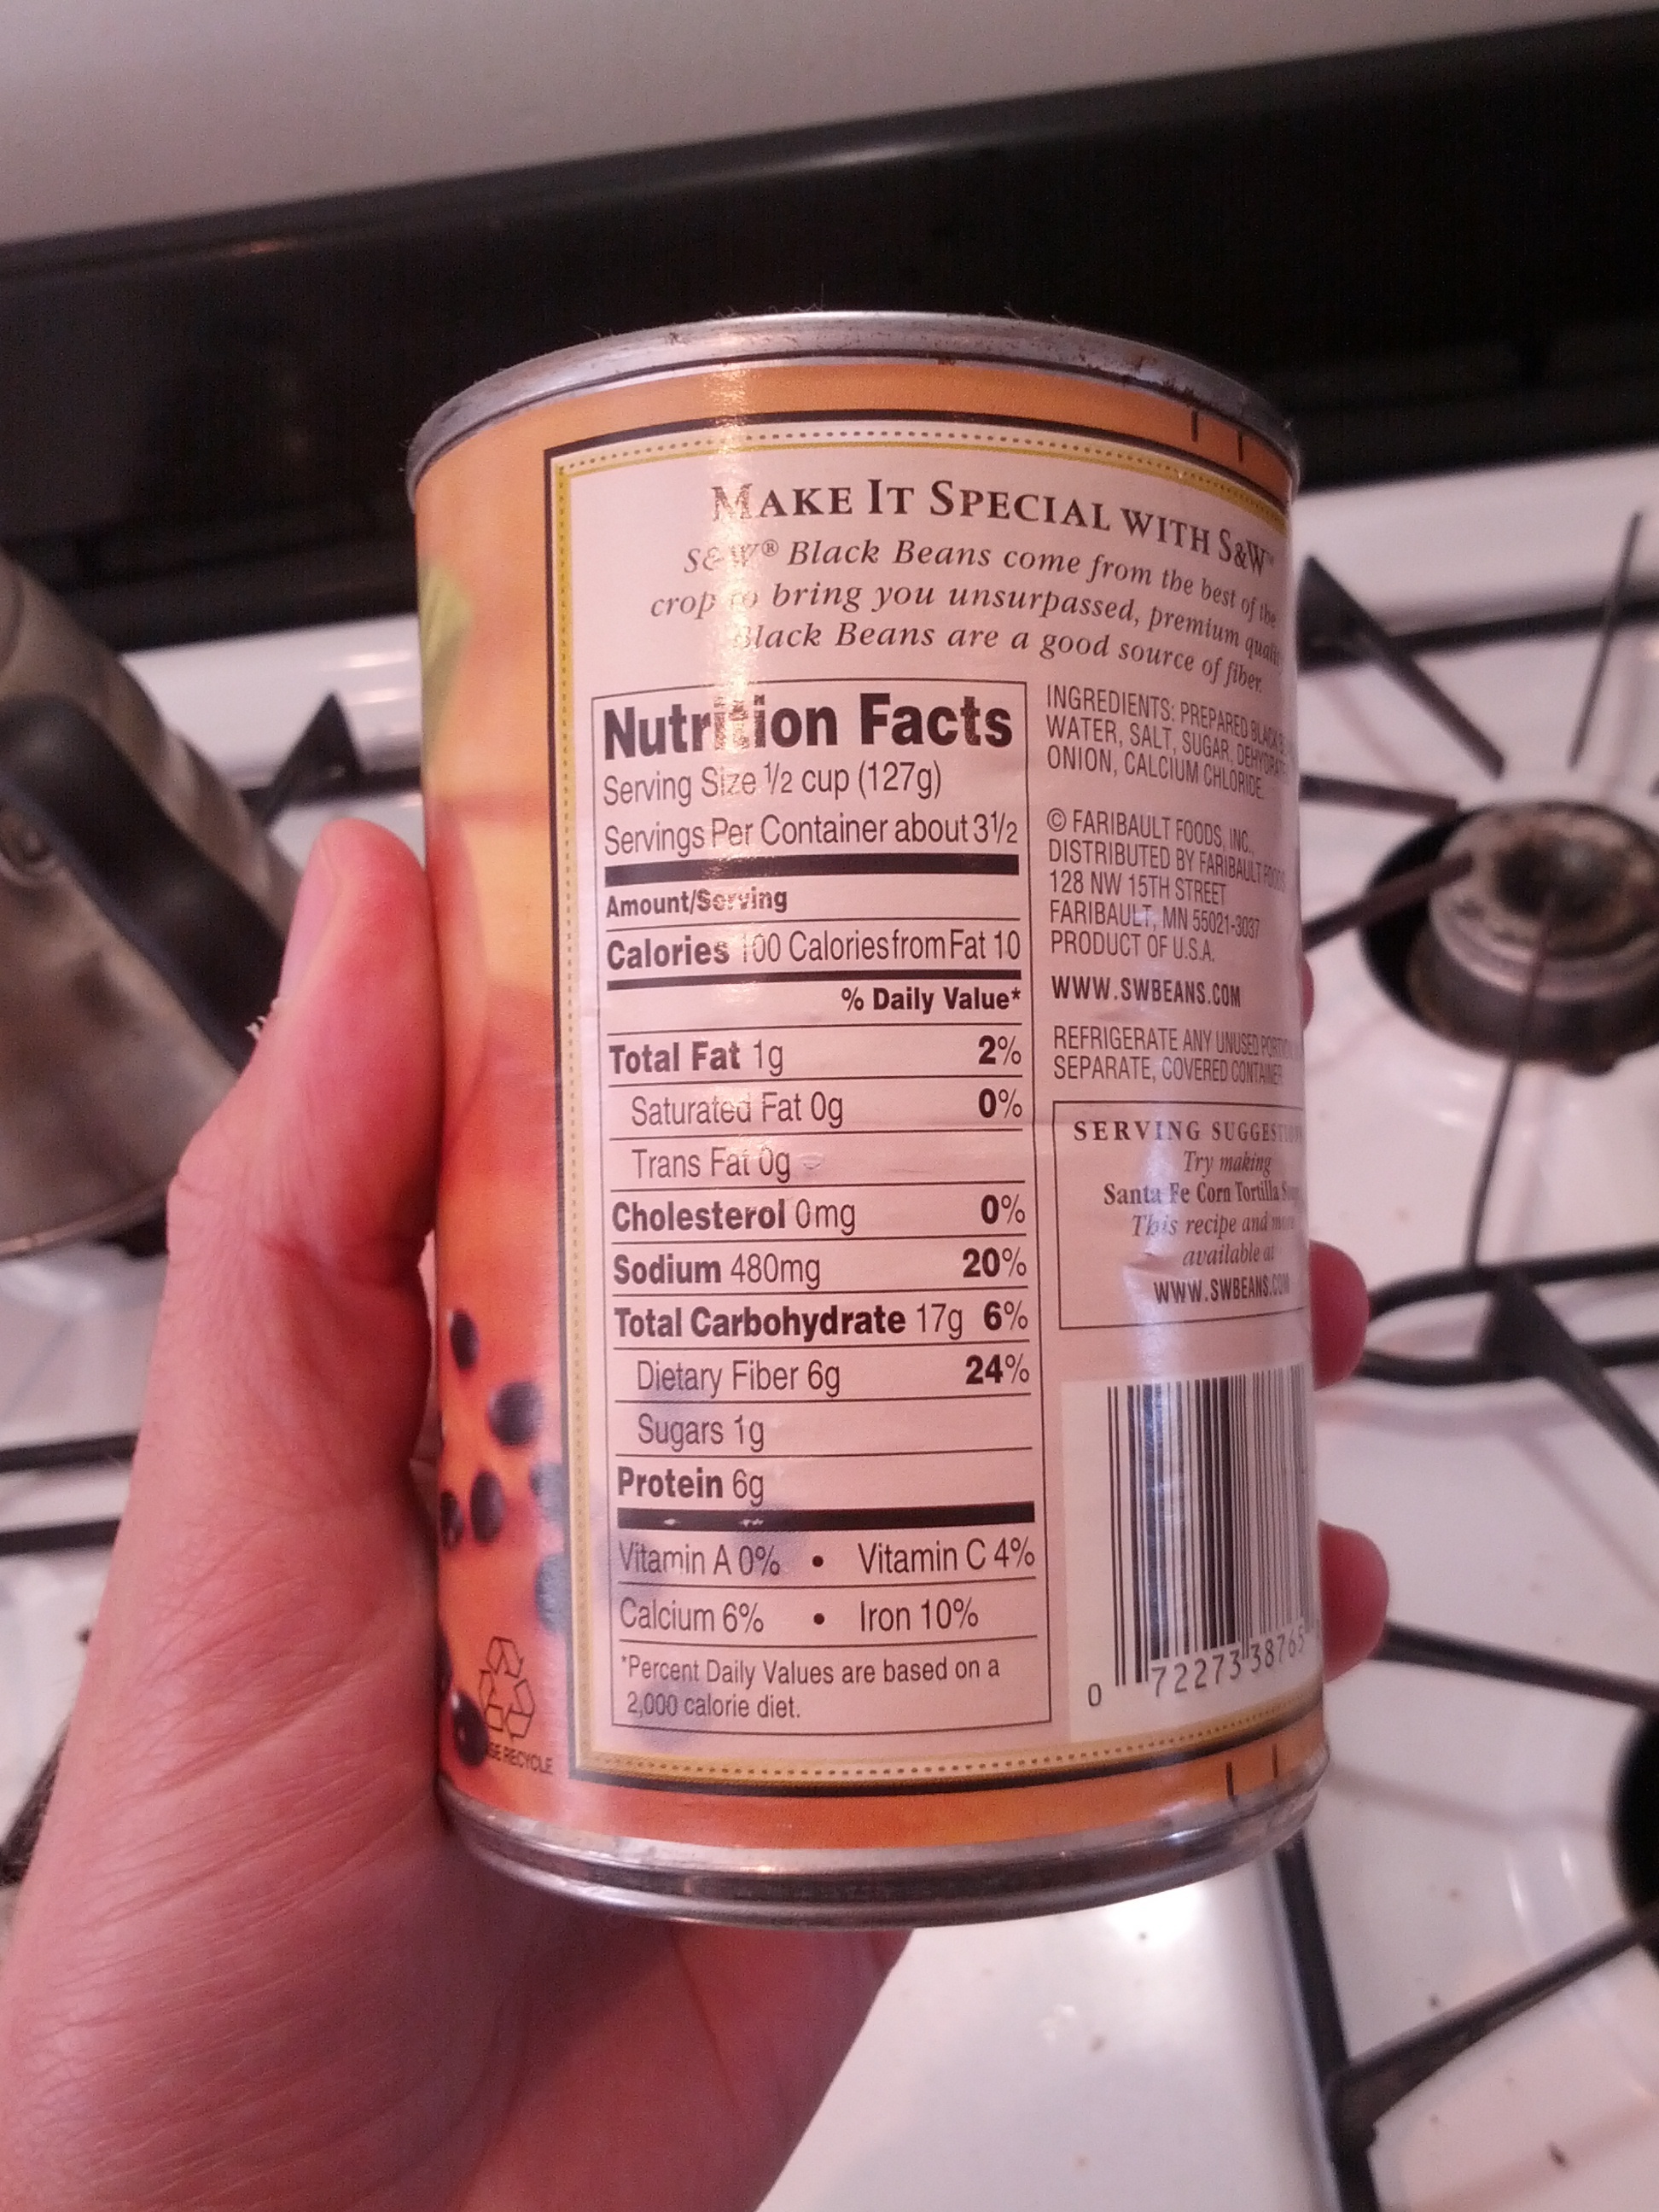 MAKE IT SPECIAL WITH S&W™
S&W® Black Beans come from the best of the
crop to bring you unsurpassed, premium
Black Beans are a good source of fiber.
Nutrition Facts
Serving Size 1/2 cup (127g)
Servings Per Container about 3 1/2
Amount/Serving
Calories 100 Calories from Fat 10
% Daily Value*
Total Fat 1g 2%
Saturated Fat 0g 0%
Trans Fat 0g
Cholesterol 0mg 0%
Sodium 480mg 20%
Total Carbohydrate 17g 6%
Dietary Fiber 6g 24%
Sugars 1g
Protein 6g
Vitamin A 0% • Vitamin C 4%
Calcium 6% • Iron 10%
*Percent Daily Values are based on a
2,000 calorie diet.
INGREDIENTS: PREPARED BLACK
WATER, SALT, SUGAR,
ONION, CALCIUM CHLORIDE.
© FARIBAULT FOODS, INC.,
DISTRIBUTED BY FARIBAULT FOODS
128 NW 15TH STREET
FARIBAULT, MN 55021-3037
PRODUCT OF U.S.A.
WWW.SWBEANS.COM
REFRIGERATE ANY UNUSED
SEPARATE, COVERED CONTAINER
SERVING
Try making
Santa Fe Corn Tortilla
This recipe and more
available at
WWW.SWBEANS.COM
0 72273 38765
RECYCLE